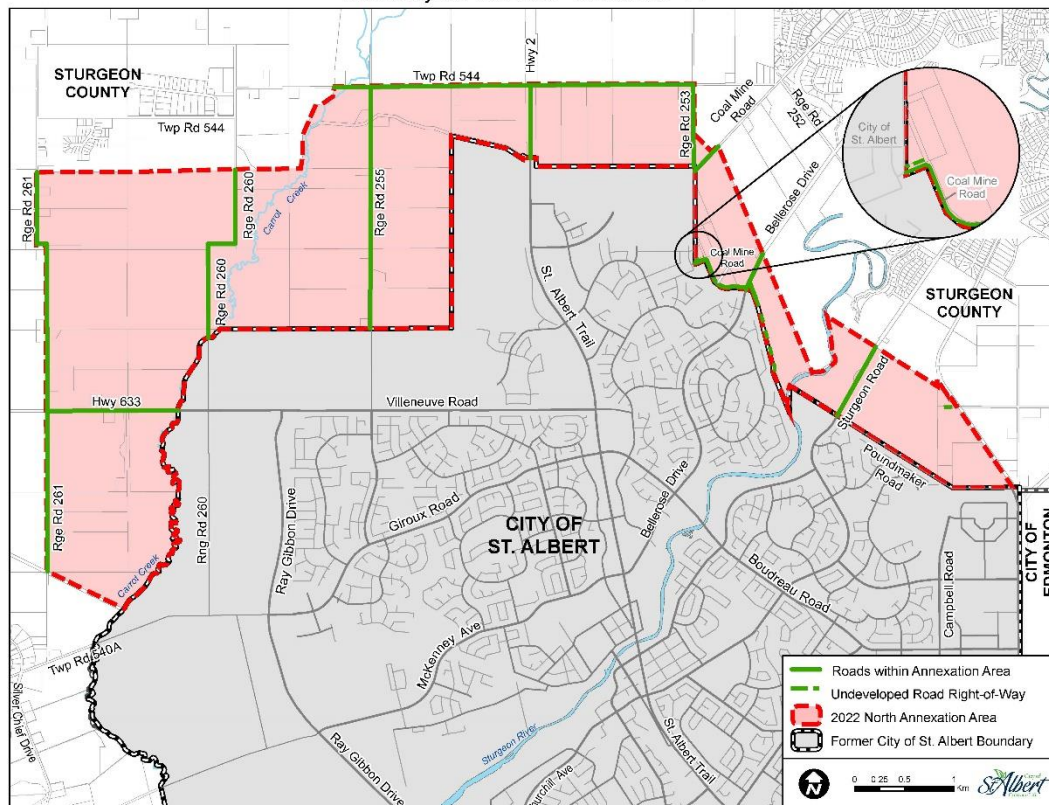 Hwy 2
STURGEON
COUNTY
Twp Rd 544
Twp Rd 544
Coal Mine
Road
Rge Rd
252
City of
St. Albert
Coal Mine
Road
Rge Rd 253
Rge Rd 261
Rge Rd 260
Carrot Creek
Rge Rd 255
Bellerose Drive
Rge Rd 260
Coal Mine
Road
St. Albert Trail
STURGEON
COUNTY
Hwy 633
Villeneuve Road
Sturgeon Road
Poundmaker
Road
Rge Rd 261
Rng Rd 260
Ray Gibbon Drive
Giroux Road
CITY OF
ST. ALBERT
Bellerose Drive
Boudreau Road
Campbell Road
CITY OF
EDMONTON
Carrot Creek
Twp Rd 540A
McKenney Ave
Silver Chief Drive
Ray Gibbon Drive
Sturgeon River
St. Albert Trail
Churchill Ave
Roads within Annexation Area
Undeveloped Road Right-of-Way
2022 North Annexation Area
Former City of St. Albert Boundary
N
0 0.25 0.5 1
Km
City of
St Albert